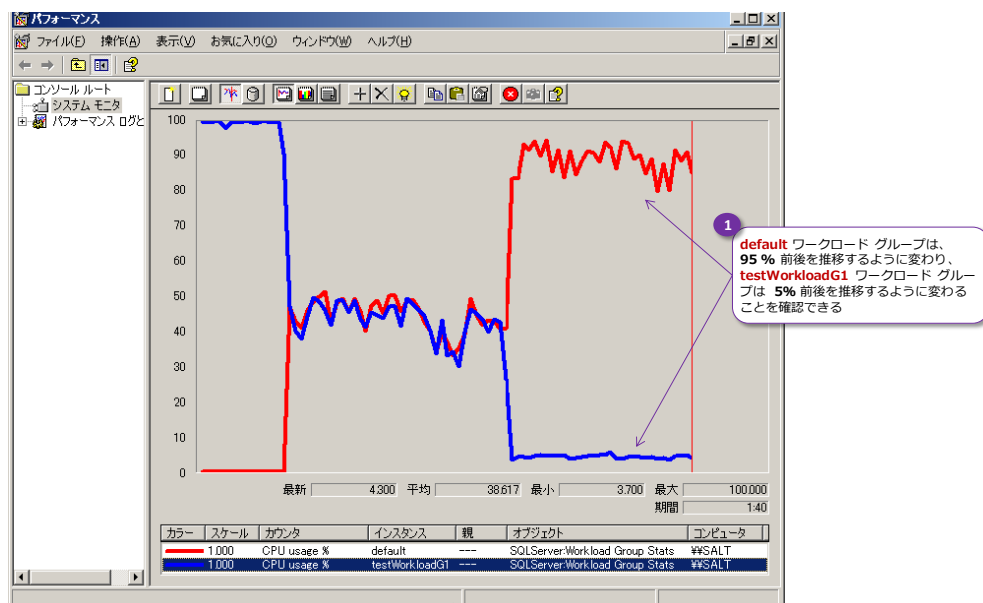 パフォーマンス
ファイル(F) 操作(A) 表示(V) お気に入り(O) ウィンドウ(W) ヘルプ(H)
コンソール ルート
システム モニタ
パフォーマンス ログと
100
90
80
70
60
50
40
30
20
10
0
1
default ワークロード グループは、
95 % 前後を推移するように変わり、
testWorkloadG1 ワークロード グルー
プは 5% 前後を推移するように変わる
ことを確認できる
最新 4.300 平均 38.617 最小 3.700 最大 100.000
期間 1:40
カラー スケール カウンタ インスタンス 親 オブジェクト コンピュータ
1.000 CPU usage % default --- SQLServer:Workload Group Stats ¥¥SALT
1.000 CPU usage % testWorkloadG1 --- SQLServer:Workload Group Stats ¥¥SALT